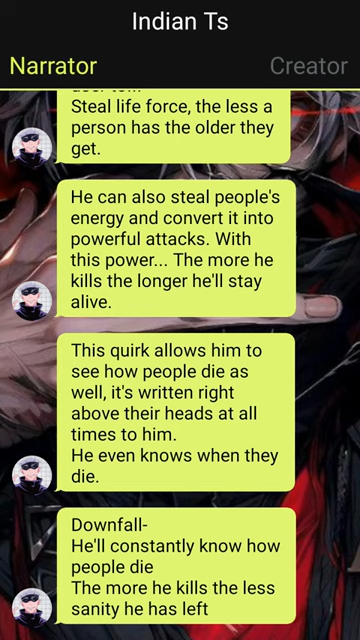 Indian Ts
Narrator
Creator
Steal life force, the less a
person has the older they
get.
He can also steal people's
energy and convert it into
powerful attacks. With
this power... The more he
kills the longer he'll stay
alive.
This quirk allows him to
see how people die as
well, it's written right
above their heads at all
times to him.
He even knows when they
die.
Downfall-
He'll constantly know how
people die
The more he kills the less
sanity he has left